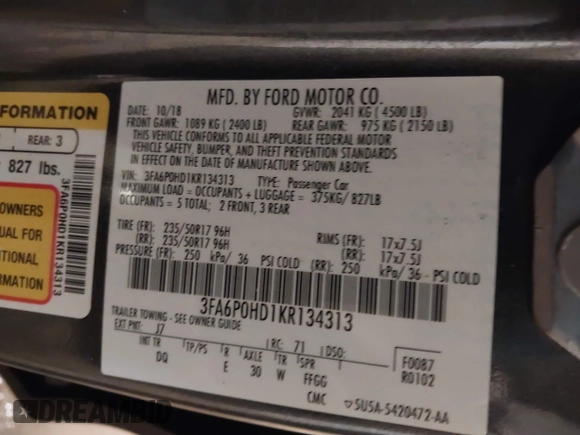 FORMATION
REAR: 3
827 lbs.
3FA6P0HD1KR134313
OWNERS
UAL FOR
ITIONAL
MATION
MFD. BY FORD MOTOR CO.
DATE: 10/18 GVWR: 2041 KG ( 4500 LB)
FRONT GAWR: 1089 KG ( 2400 LB) REAR GAWR: 975 KG ( 2150 LB)
THIS VEHICLE CONFORMS TO ALL APPLICABLE FEDERAL MOTOR
VEHICLE SAFETY, BUMPER, AND THEFT PREVENTION STANDARDS
IN EFFECT ON THE DATE OF MANUFACTURE SHOWN ABOVE.
VIN: 3FA6P0HD1KR134313 TYPE: Passenger Car
MAXIMUM LOAD = OCCUPANTS + LUGGAGE = 375KG/ 827LB
OCCUPANTS = 5 TOTAL; 2 FRONT, 3 REAR
TIRE (FR): 235/50R17 96H RIMS (FR): 17x7.5J
(RR): 235/50R17 96H (RR): 17x7.5J
PRESSURE (FR): 250 kPa/ 36 PSI COLD (RR): 250 kPa/ 36 PSI COLD
3FA6P0HD1KR134313
TRAILER TOWING - SEE OWNER GUIDE
EXT PNT: J7 RC: 71 DSO: F0087
INT TR TP/PS R AXLE TR SPR R0102
DQ E 30 W FFGG
CMC 5U5A-5420472-AA
DREAMBID